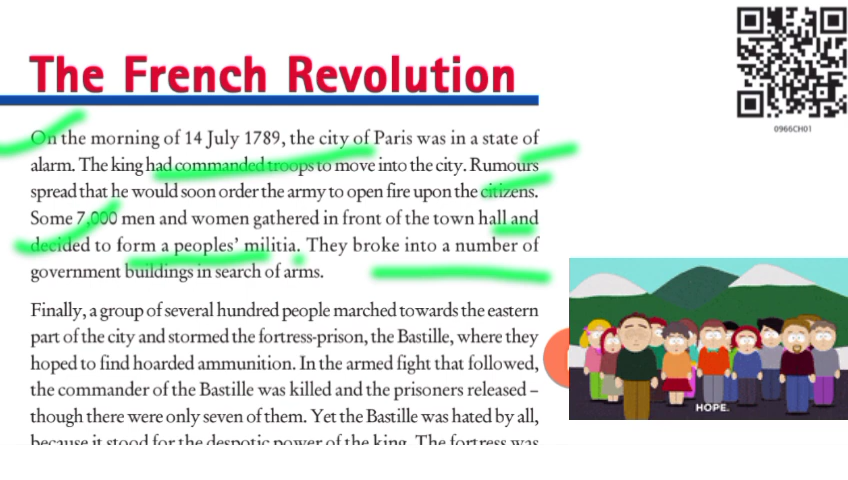 The French Revolution
0966CH01
On the morning of 14 July 1789, the city of Paris was in a state of
alarm. The king had commanded troops to move into the city. Rumours
spread that he would soon order the army to open fire upon the citizens.
Some 7,000 men and women gathered in front of the town hall and
decided to form a peoples' militia. They broke into a number of
government buildings in search of arms.
Finally, a group of several hundred people marched towards the eastern
part of the city and stormed the fortress-prison, the Bastille, where they
hoped to find hoarded ammunition. In the armed fight that followed,
the commander of the Bastille was killed and the prisoners released –
though there were only seven of them. Yet the Bastille was hated by all,
because it stood for the despotic power of the king. The fortress was
HOPE.